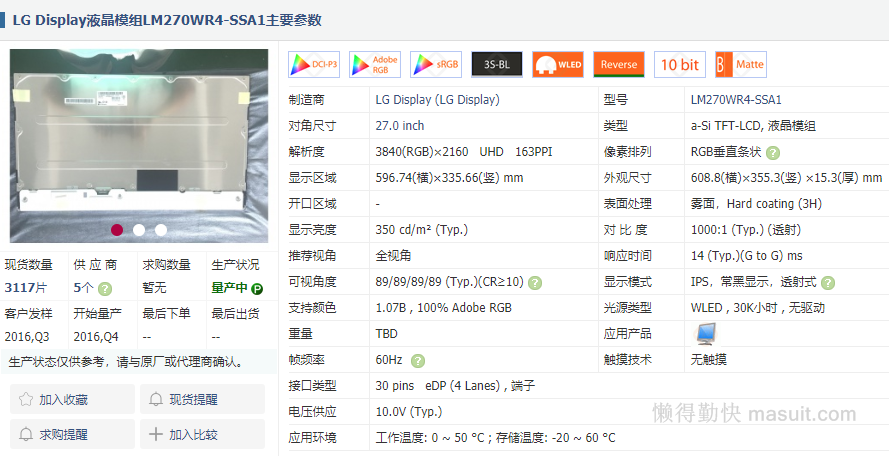 LG Display液晶模组LM270WR4-SSA1主要参数
DCI-P3 Adobe RGB sRGB 3S-BL WLED Reverse 10 bit B Matte
制造商 LG Display (LG Display) 型号 LM270WR4-SSA1
对角尺寸 27.0 inch 类型 a-Si TFT-LCD, 液晶模组
解析度 3840(RGB)×2160 UHD 163PPI 像素排列 RGB垂直条状 ?
显示区域 596.74(横)×335.66(竖) mm 外观尺寸 608.8(横)×355.3(竖) ×15.3(厚) mm
开口区域 - 表面处理 雾面，Hard coating (3H)
显示亮度 350 cd/m² (Typ.) 对 比 度 1000:1 (Typ.) (透射)
推荐视角 全视角 响应时间 14 (Typ.)(G to G) ms
可视角度 89/89/89/89 (Typ.)(CR≥10) ? 显示模式 IPS，常黑显示，透射式 ?
支持颜色 1.07B , 100% Adobe RGB 光源类型 WLED , 30K小时 , 无驱动
重量 TBD 应用产品
帧频率 60Hz ? 触摸技术 无触摸
接口类型 30 pins eDP (4 Lanes) , 端子
电压供应 10.0V (Typ.)
应用环境 工作温度: 0 ~ 50 °C ; 存储温度: -20 ~ 60 °C
现货数量 供 应 商 求购数量 生产状况
3117片 5个 ? 暂无 量产中 P
客户发样 开始量产 最后下单 最后出货
2016,Q3 2016,Q4 -- --
生产状态仅供参考，请与原厂或代理商确认。
加入收藏 现货提醒
求购提醒 加入比较
懒得勤快 masuit.com